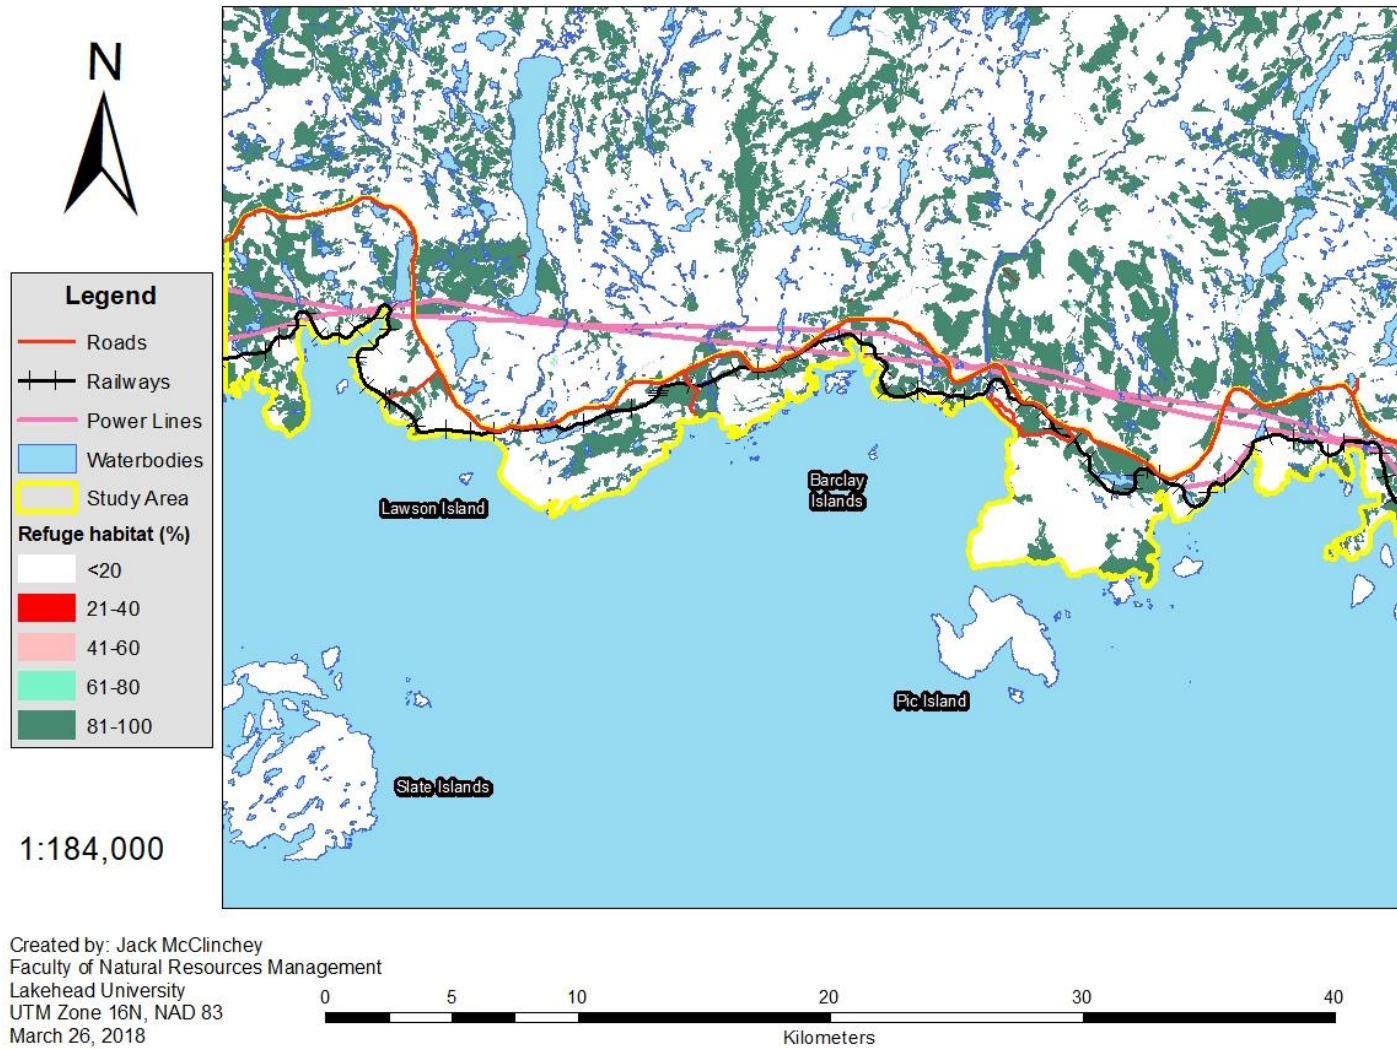 N
Legend
Roads
Railways
Power Lines
Waterbodies
Study Area
Refuge habitat (%)
<20
21-40
41-60
61-80
81-100
1:184,000
Lawson Island
Barclay
Islands
Pic Island
Slate Islands
Created by: Jack McClinchey
Faculty of Natural Resources Management
Lakehead University
UTM Zone 16N, NAD 83
March 26, 2018
0 5 10 20 30 40
Kilometers